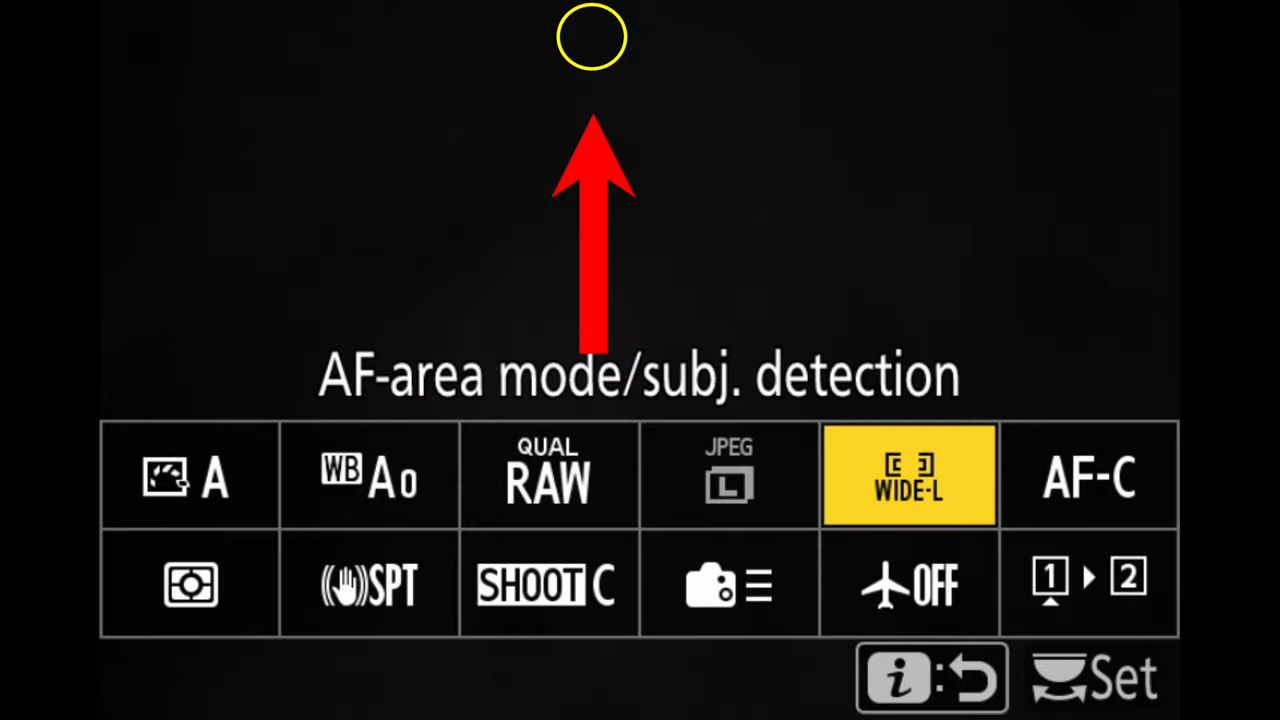 AF-area mode/subj. detection
A
WB A0
QUAL
RAW
JPEG
L
WIDE-L
AF-C
SPT
SHOOT C
OFF
1 2
i: Set